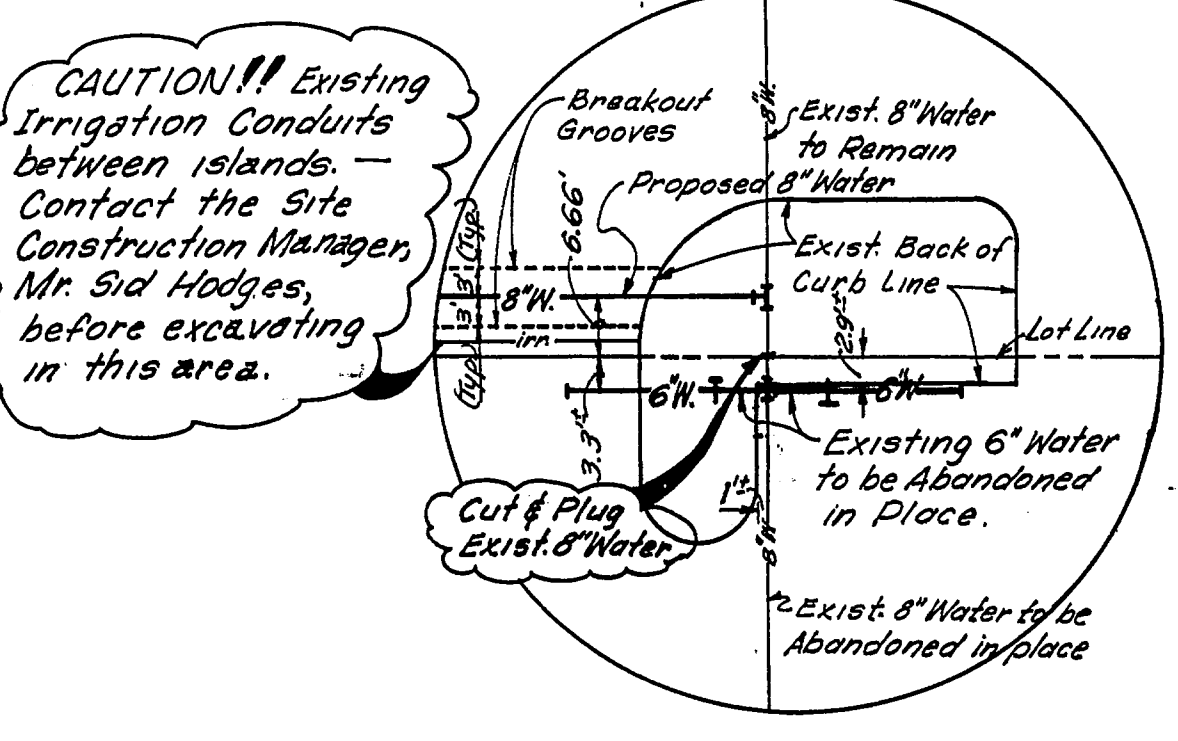 CAUTION!! Existing
Irrigation Conduits
between islands. —
Contact the Site
Construction Manager,
Mr. Sid Hodges,
before excavating
in this area.
Breakout
Grooves
8"W.
Exist. 8"Water
to Remain
Proposed 8"Water
6.66'
(Typ.)
3'
3'
(Typ.)
8"W.
irr.
Exist. Back of
Curb Line
2.9'±
Lot Line
6"W.
6"W
3.3'±
Existing 6" Water
to be Abandoned
in Place.
1'±
8"W.
Cut & Plug
Exist. 8"Water
Exist. 8"Water to be
Abandoned in place